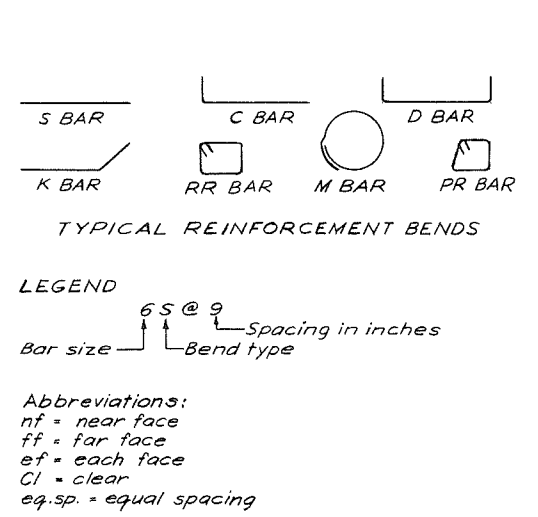 S BAR
C BAR
D BAR
K BAR
RR BAR
M BAR
PR BAR
TYPICAL REINFORCEMENT BENDS
LEGEND
6 S @ 9
Spacing in inches
Bar size
Bend type
Abbreviations:
nf = near face
ff = far face
ef = each face
Cl = clear
eq.sp. = equal spacing